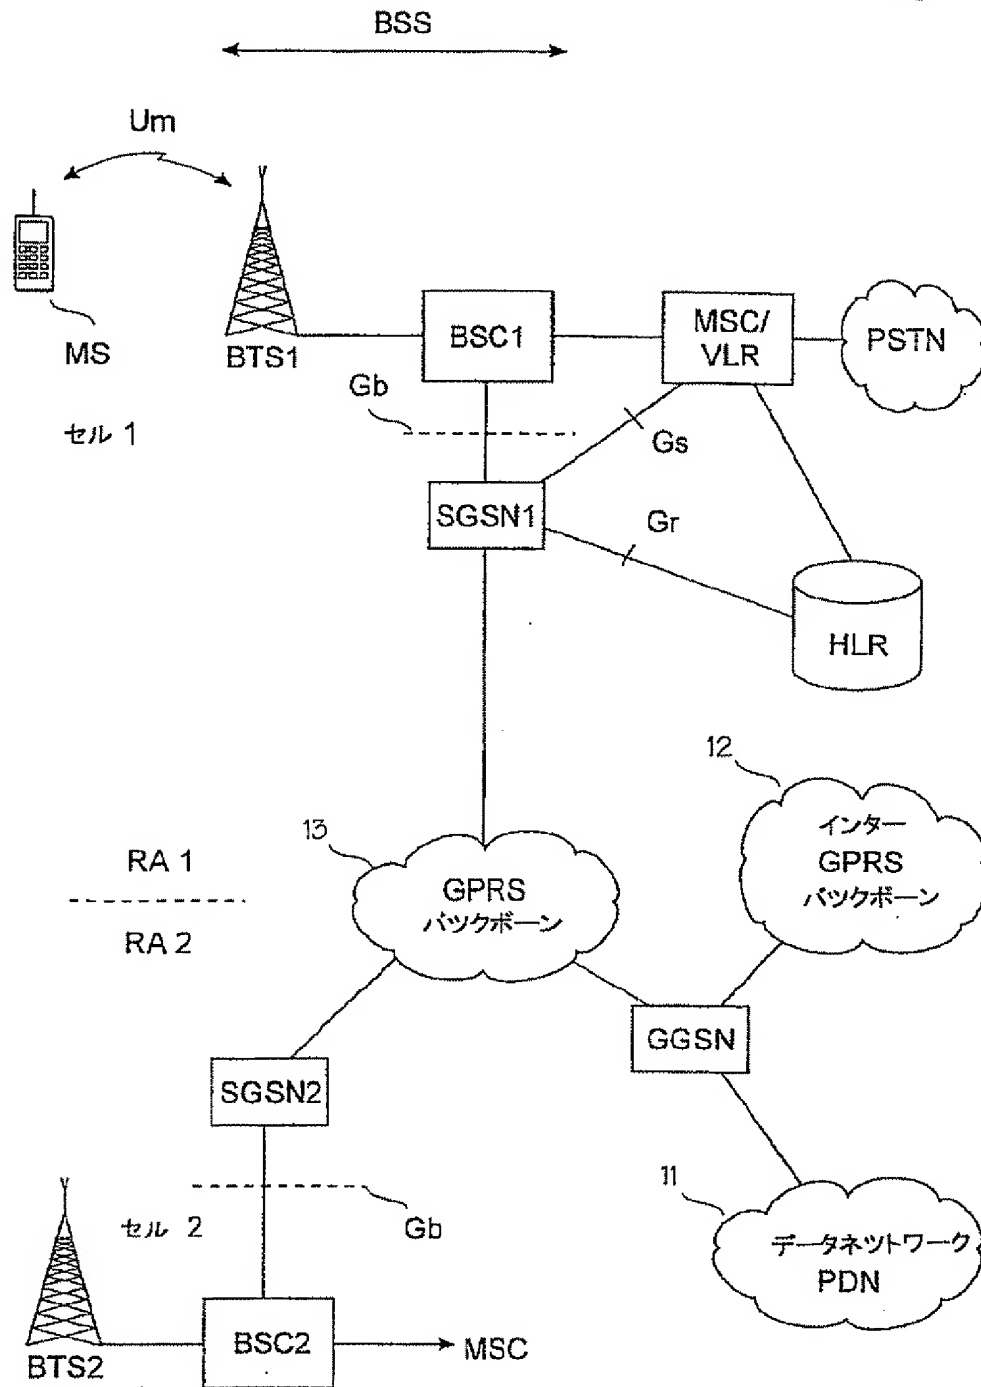 BSS
Um
MS
BTS1
BSC1
MSC/
VLR
PSTN
セル 1
Gb
Gs
SGSN1
Gr
HLR
12
インター
GPRS
バックボーン
13
GPRS
バックボーン
RA 1
RA 2
GGSN
SGSN2
11
データネットワーク
PDN
セル 2
Gb
BTS2
BSC2
MSC